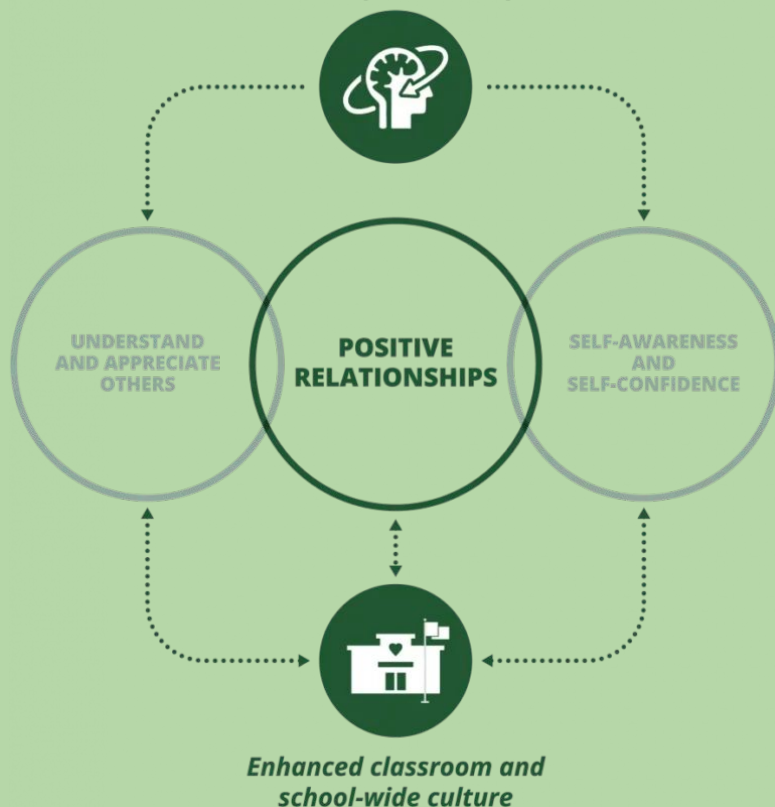 UNDERSTAND
AND APPRECIATE
OTHERS
POSITIVE
RELATIONSHIPS
SELF-AWARENESS
AND
SELF-CONFIDENCE
Enhanced classroom and
school-wide culture